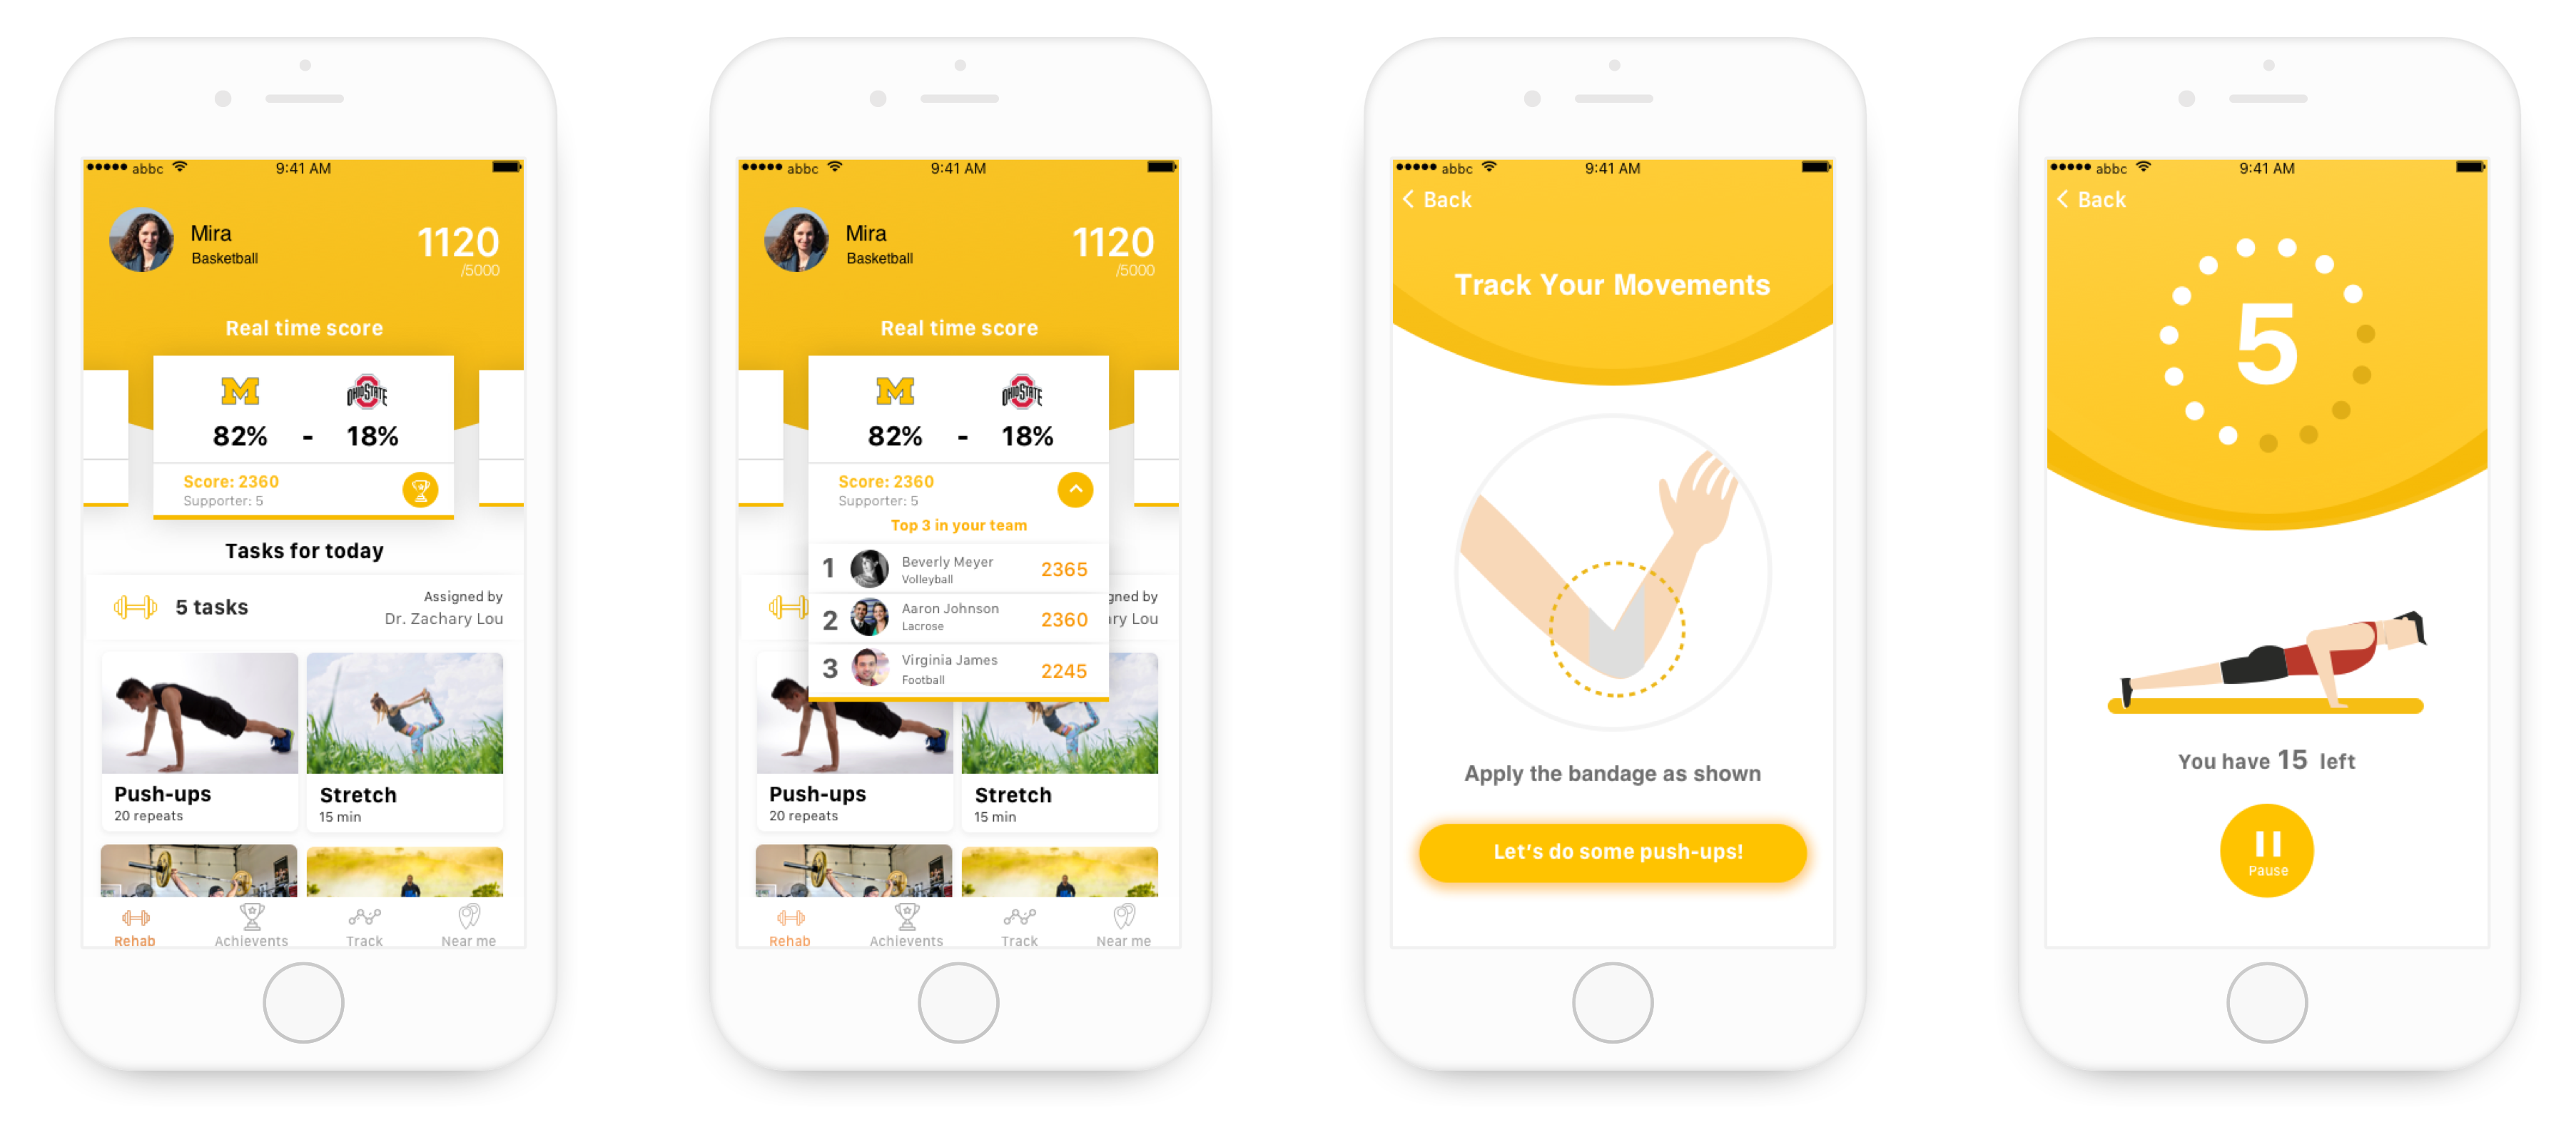 abbc 9:41 AM
Mira
Basketball
1120
/5000
Real time score
M OHIO STATE
82% - 18%
Score: 2360
Supporter: 5
Tasks for today
5 tasks
Assigned by
Dr. Zachary Lou
Push-ups
20 repeats
Stretch
15 min
Rehab Achievents Track Near me
abbc 9:41 AM
Mira
Basketball
1120
/5000
Real time score
M OHIO STATE
82% - 18%
Score: 2360
Supporter: 5
Top 3 in your team
1 Beverly Meyer 2365
Volleyball
2 Aaron Johnson 2360
Lacrose
3 Virginia James 2245
Football
gned by
ary Lou
Push-ups
20 repeats
Stretch
15 min
Rehab Achievents Track Near me
abbc 9:41 AM
Back
Track Your Movements
Apply the bandage as shown
Let's do some push-ups!
abbc 9:41 AM
Back
5
You have 15 left
Pause